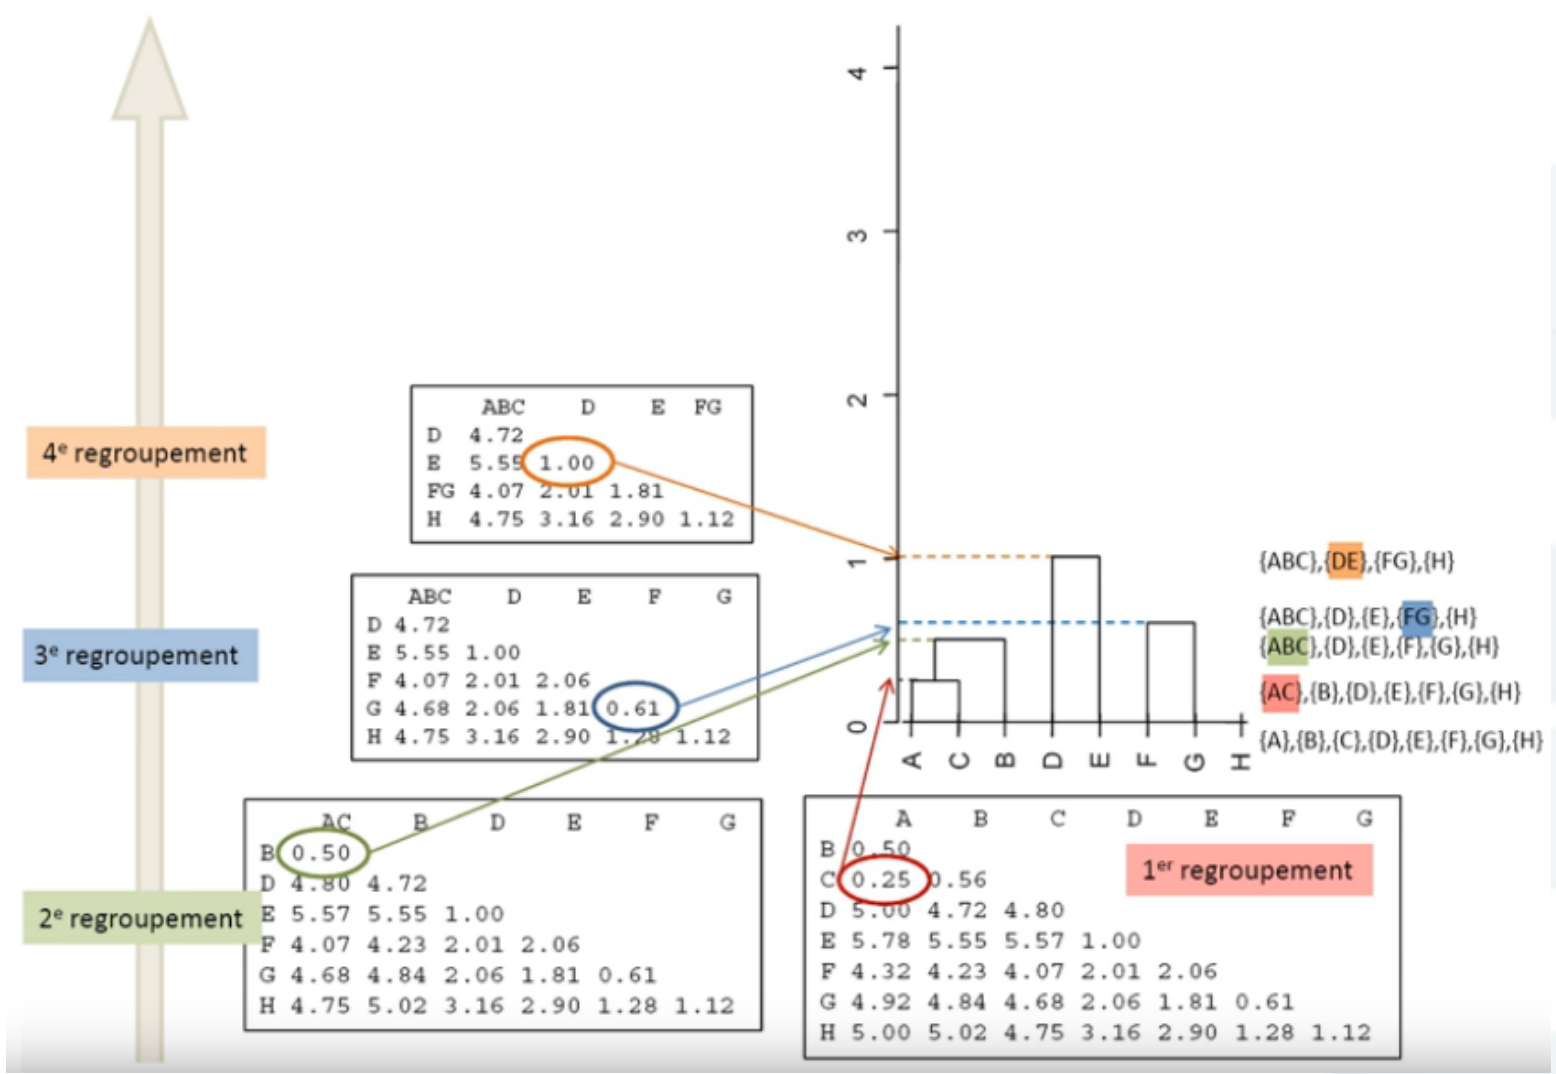 4
3
2
1
0
A C B D E F G H
4e regroupement
ABC D E FG
D 4.72
E 5.55 1.00
FG 4.07 2.01 1.81
H 4.75 3.16 2.90 1.12
{ABC},{DE},{FG},{H}
{ABC},{D},{E},{FG},{H}
{ABC},{D},{E},{F},{G},{H}
{AC},{B},{D},{E},{F},{G},{H}
{A},{B},{C},{D},{E},{F},{G},{H}
3e regroupement
ABC D E F G
D 4.72
E 5.55 1.00
F 4.07 2.01 2.06
G 4.68 2.06 1.81 0.61
H 4.75 3.16 2.90 1.28 1.12
2e regroupement
AC B D E F G
B 0.50
D 4.80 4.72
E 5.57 5.55 1.00
F 4.07 4.23 2.01 2.06
G 4.68 4.84 2.06 1.81 0.61
H 4.75 5.02 3.16 2.90 1.28 1.12
1er regroupement
A B C D E F G
B 0.50
C 0.25 0.56
D 5.00 4.72 4.80
E 5.78 5.55 5.57 1.00
F 4.32 4.23 4.07 2.01 2.06
G 4.92 4.84 4.68 2.06 1.81 0.61
H 5.00 5.02 4.75 3.16 2.90 1.28 1.12